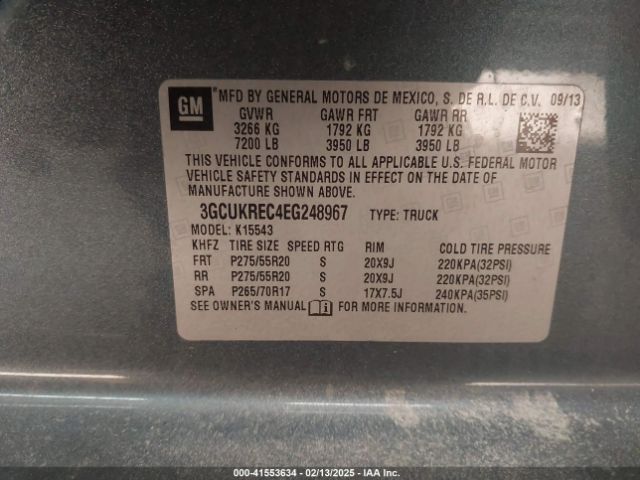 GM
MFD BY GENERAL MOTORS DE MEXICO, S. DE R.L. DE C.V. 09/13
GVWR GAWR FRT GAWR RR
3266 KG 1792 KG 1792 KG
7200 LB 3950 LB 3950 LB
THIS VEHICLE CONFORMS TO ALL APPLICABLE U.S. FEDERAL MOTOR
VEHICLE SAFETY STANDARDS IN EFFECT ON THE DATE OF
MANUFACTURE SHOWN ABOVE.
3GCUKREC4EG248967 TYPE: TRUCK
MODEL: K15543
KHFZ TIRE SIZE SPEED RTG RIM COLD TIRE PRESSURE
FRT P275/55R20 S 20X9J 220KPA(32PSI)
RR P275/55R20 S 20X9J 220KPA(32PSI)
SPA P265/70R17 S 17X7.5J 240KPA(35PSI)
SEE OWNER'S MANUAL FOR MORE INFORMATION.
000-41553634 / 02/13/2025 - IAA Inc.